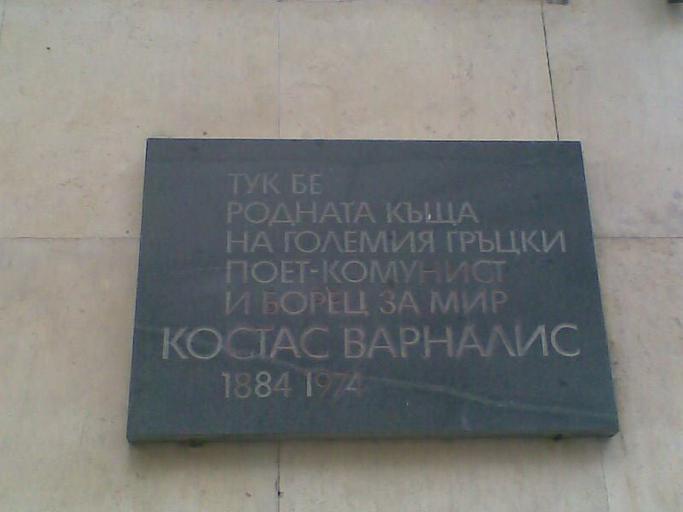 ТУК БЕ
РОДНАТА КЪЩА
НА ГОЛЕМИЯ ГРЪЦКИ
ПОЕТ-КОМУНИСТ
И БОРЕЦ ЗА МИР
КОСТАС ВАРНАЛИС
1884 1974